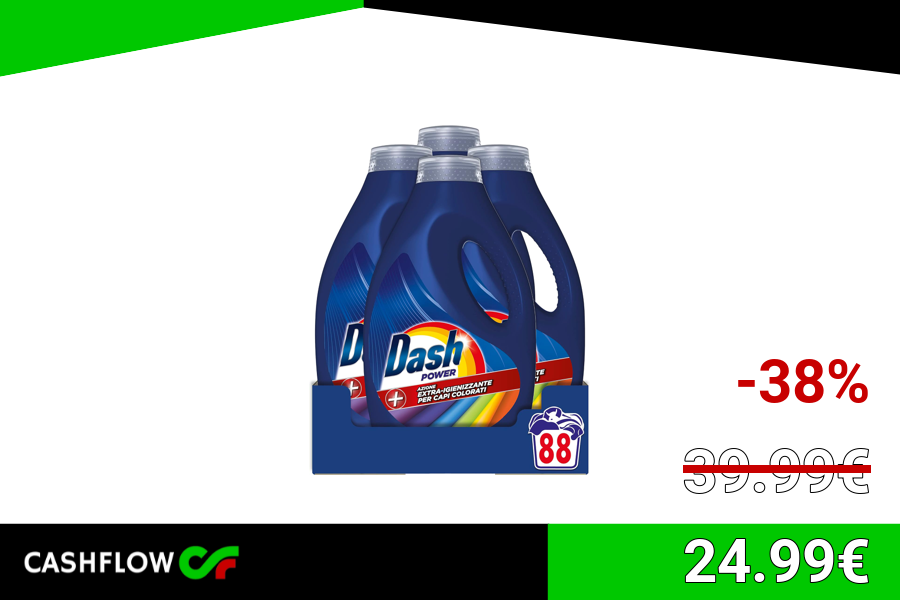 Dash
POWER
AZIONE
EXTRA-IGIENIZZANTE
PER CAPI COLORATI
88
-38%
39.99€
24.99€
CASHFLOW